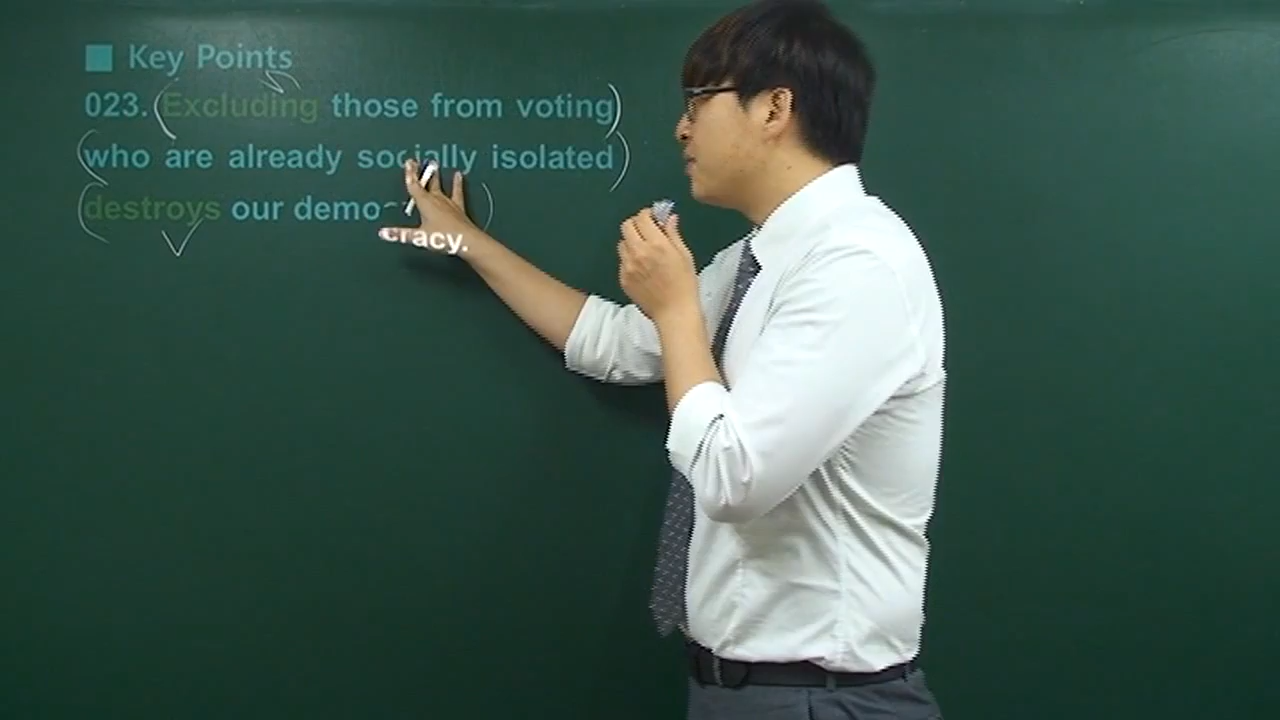 ■ Key Points
023. (Excluding those from voting)
(who are already socially isolated)
(destroys our democracy.)